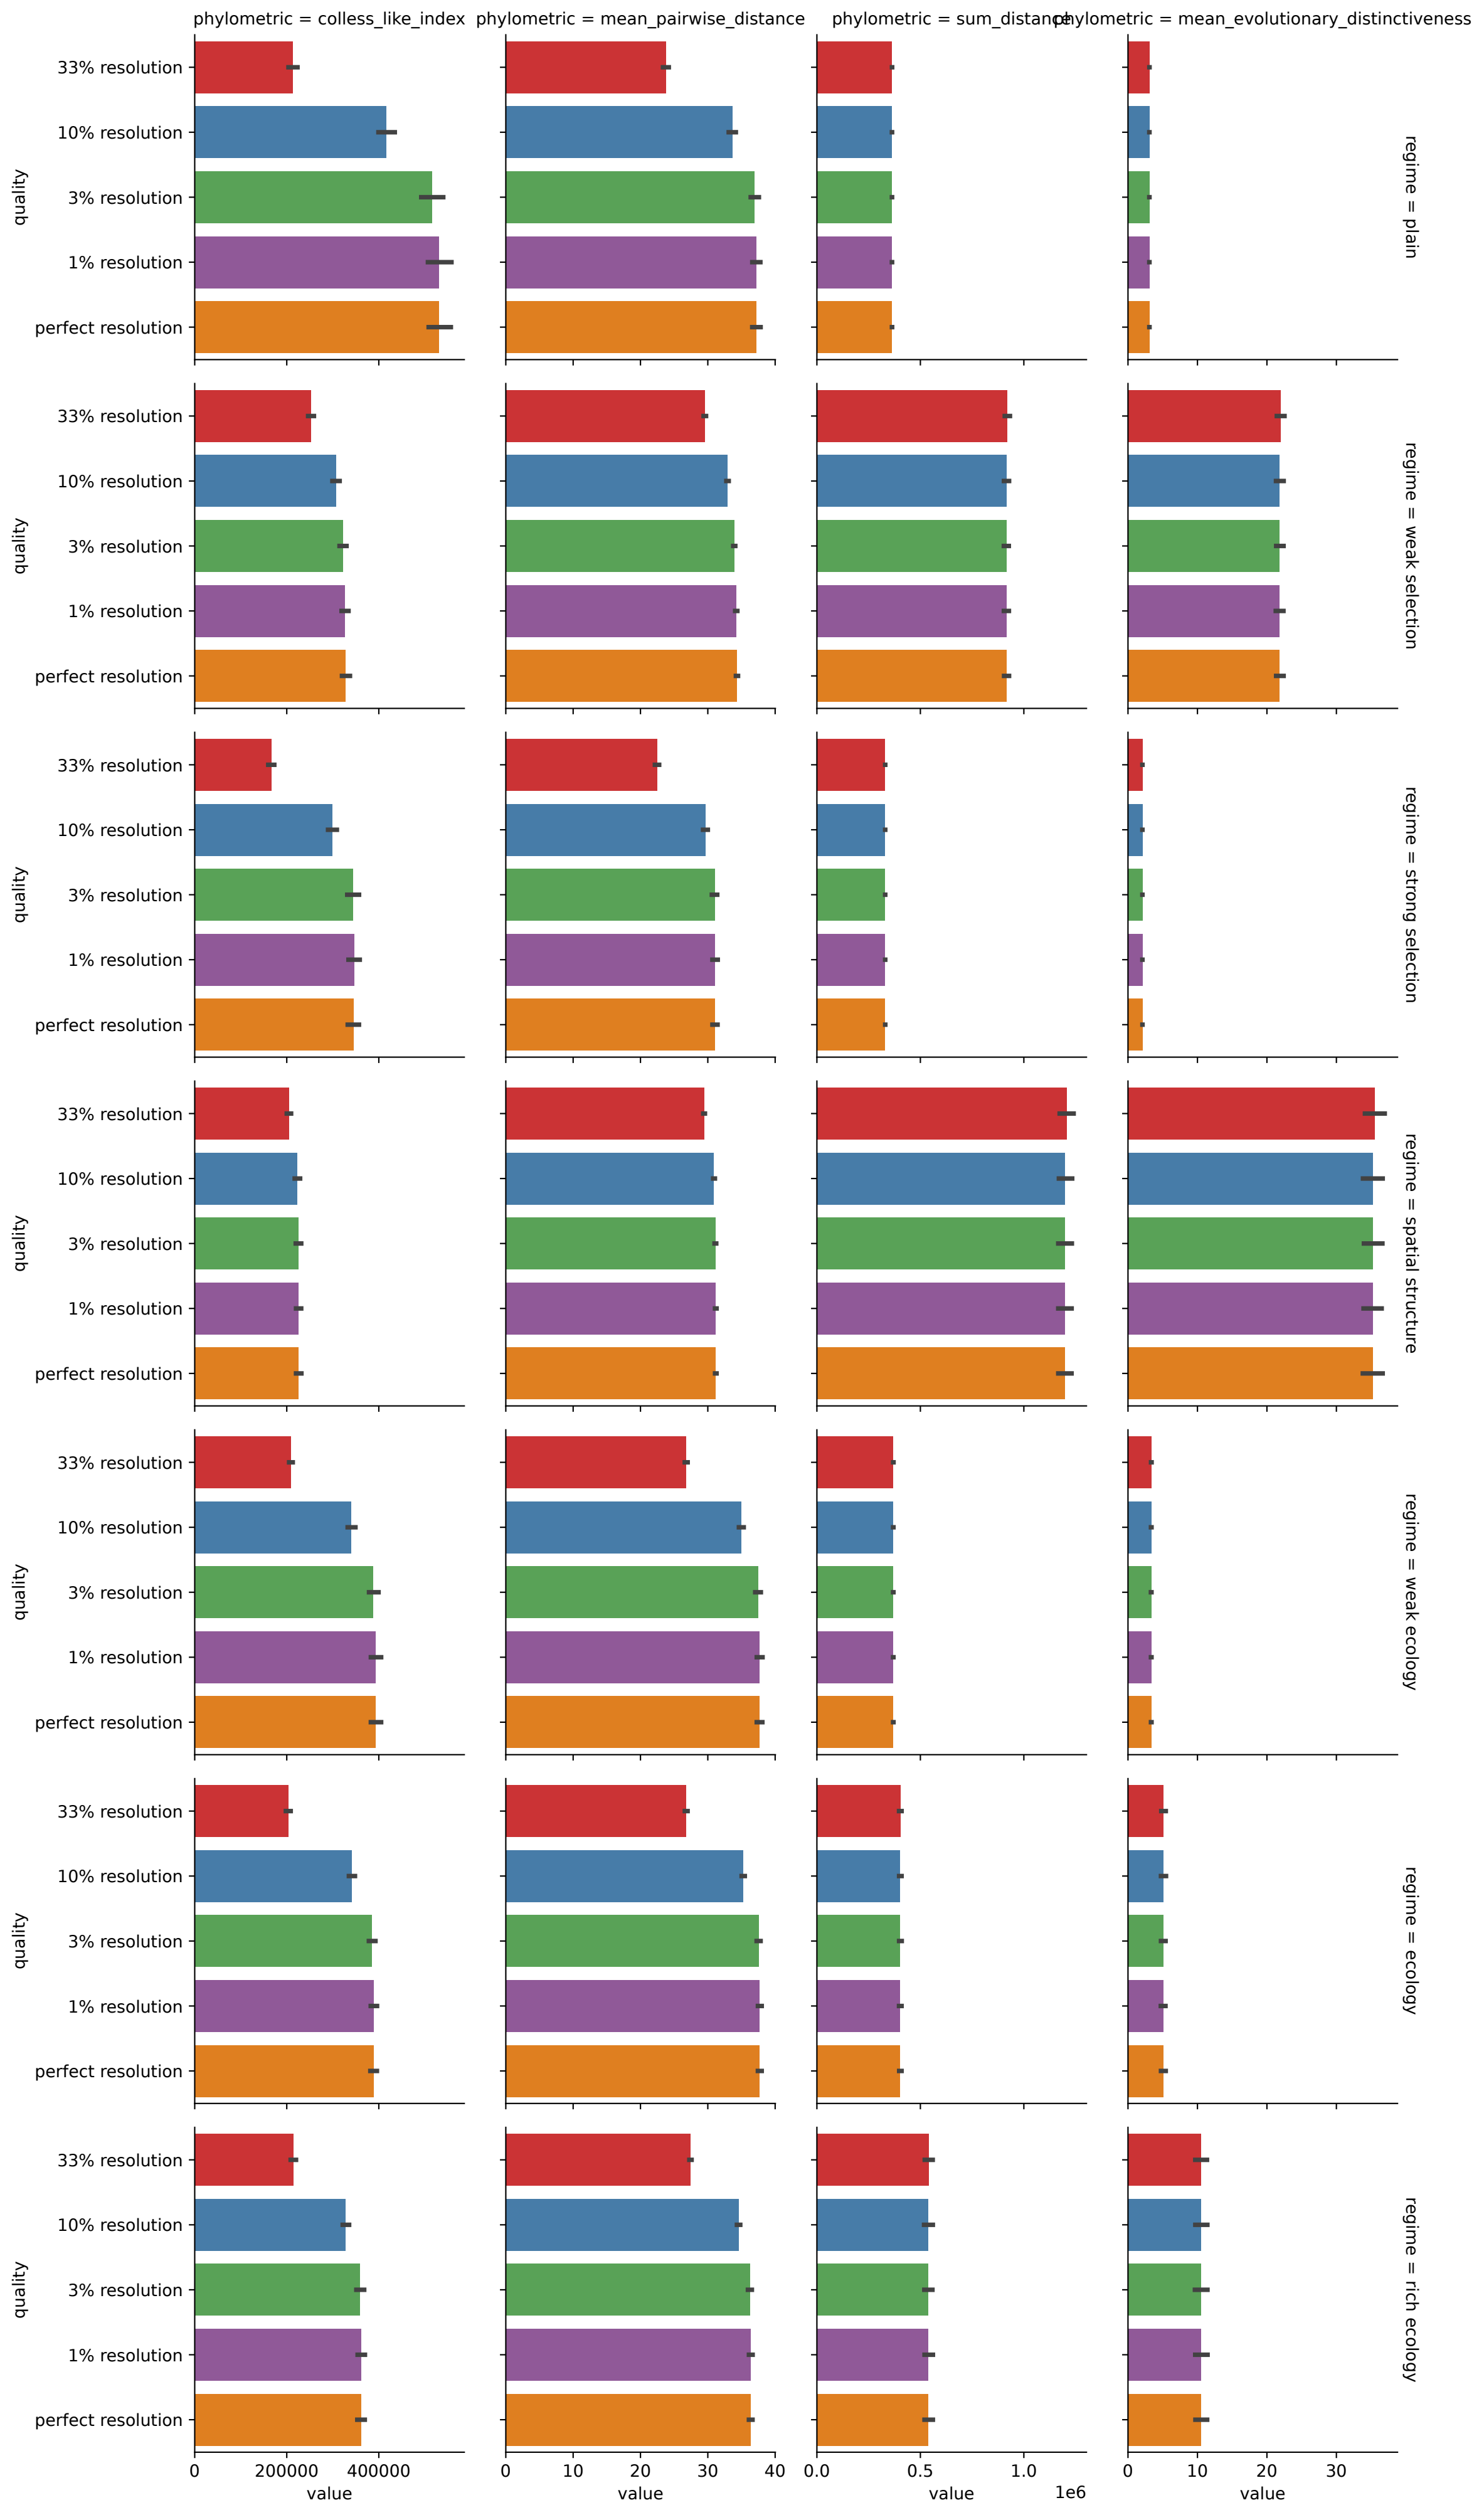 phylometric = colless_like_index
phylometric = mean_pairwise_distance
phylometric = sum_distance
phylometric = mean_evolutionary_distinctiveness
quality
33% resolution
10% resolution
3% resolution
1% resolution
perfect resolution
regime = plain
quality
33% resolution
10% resolution
3% resolution
1% resolution
perfect resolution
regime = weak selection
quality
33% resolution
10% resolution
3% resolution
1% resolution
perfect resolution
regime = strong selection
quality
33% resolution
10% resolution
3% resolution
1% resolution
perfect resolution
regime = spatial structure
quality
33% resolution
10% resolution
3% resolution
1% resolution
perfect resolution
regime = weak ecology
quality
33% resolution
10% resolution
3% resolution
1% resolution
perfect resolution
regime = ecology
quality
33% resolution
10% resolution
3% resolution
1% resolution
perfect resolution
regime = rich ecology
0 200000 400000
value
0 10 20 30 40
value
0.0 0.5 1.0
1e6
value
0 10 20 30
value